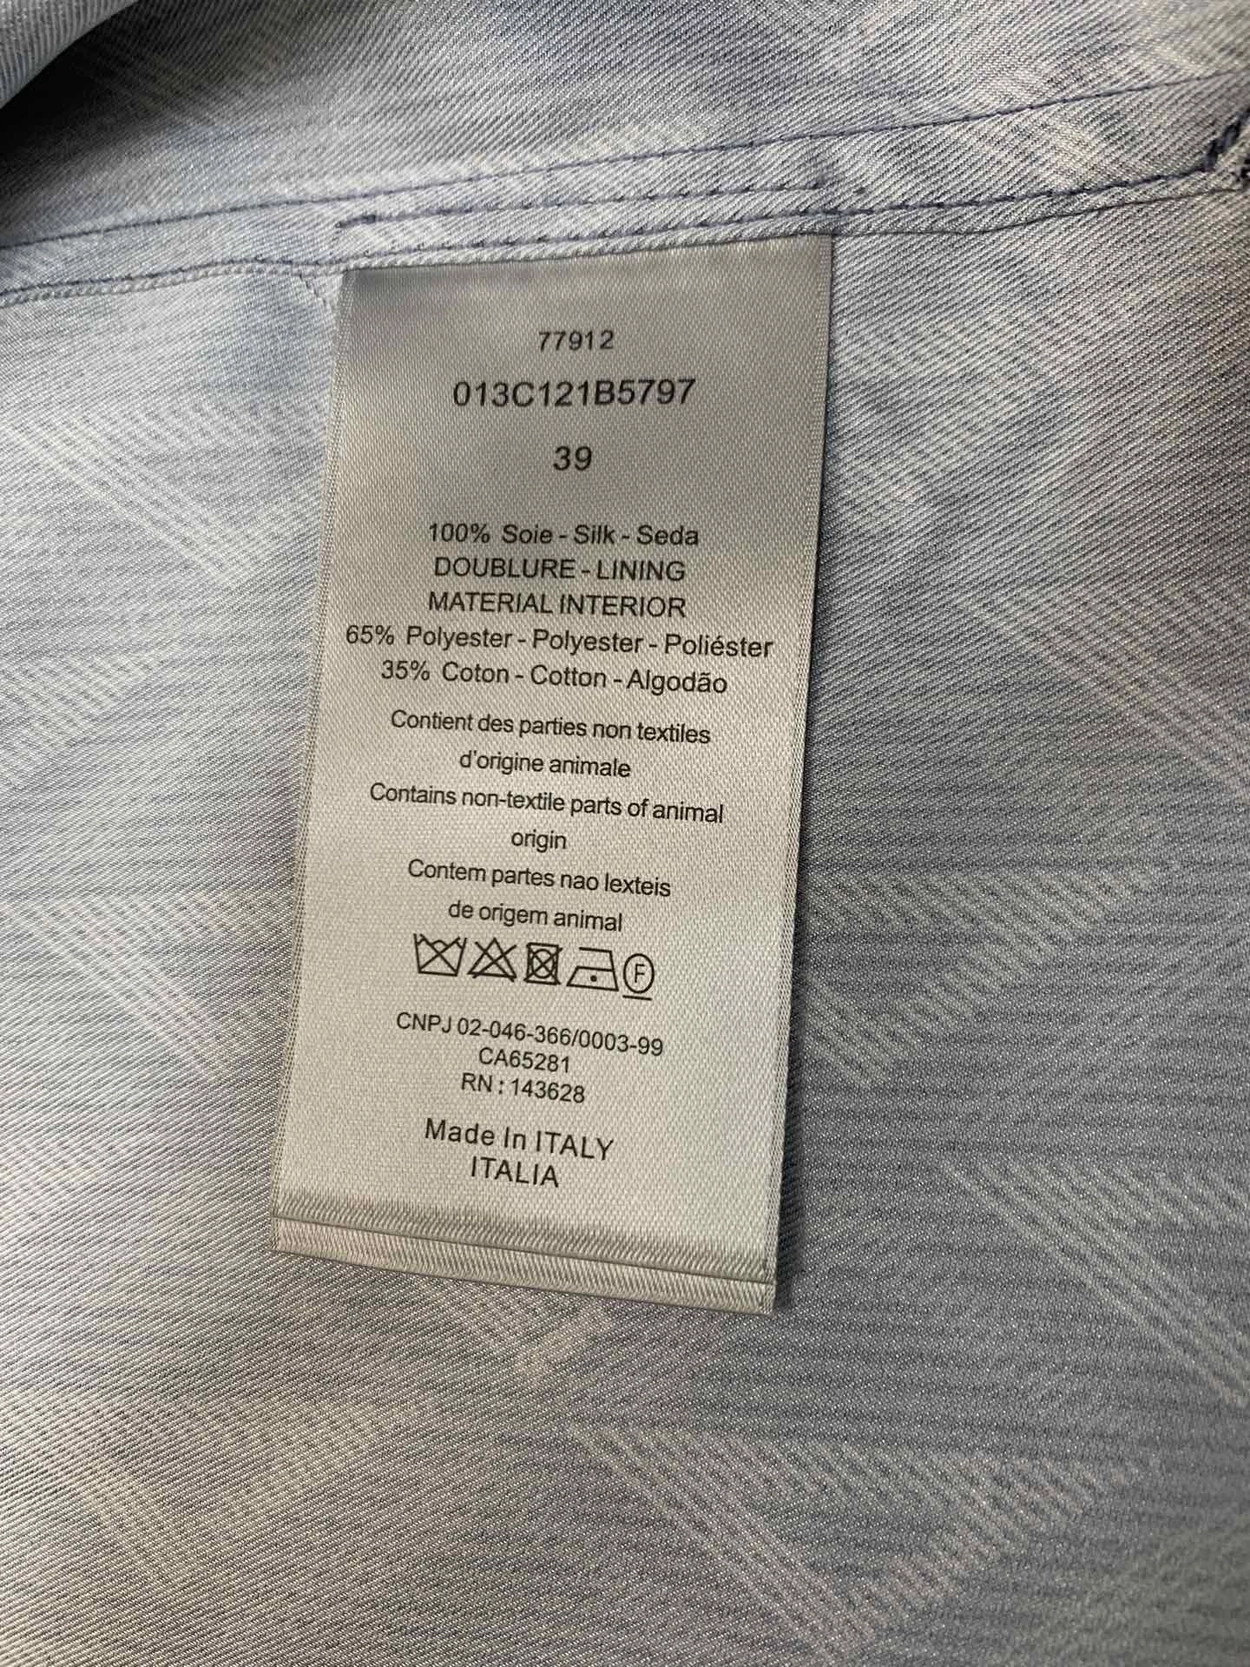 77912
013C121B5797
39
100% Soie - Silk - Seda
DOUBLURE - LINING
MATERIAL INTERIOR
65% Polyester - Polyester - Poliéster
35% Coton - Cotton - Algodão
Contient des parties non textiles
d'origine animale
Contains non-textile parts of animal
origin
Contem partes nao lexteis
de origem animal
F
CNPJ 02-046-366/0003-99
CA65281
RN : 143628
Made In ITALY
ITALIA